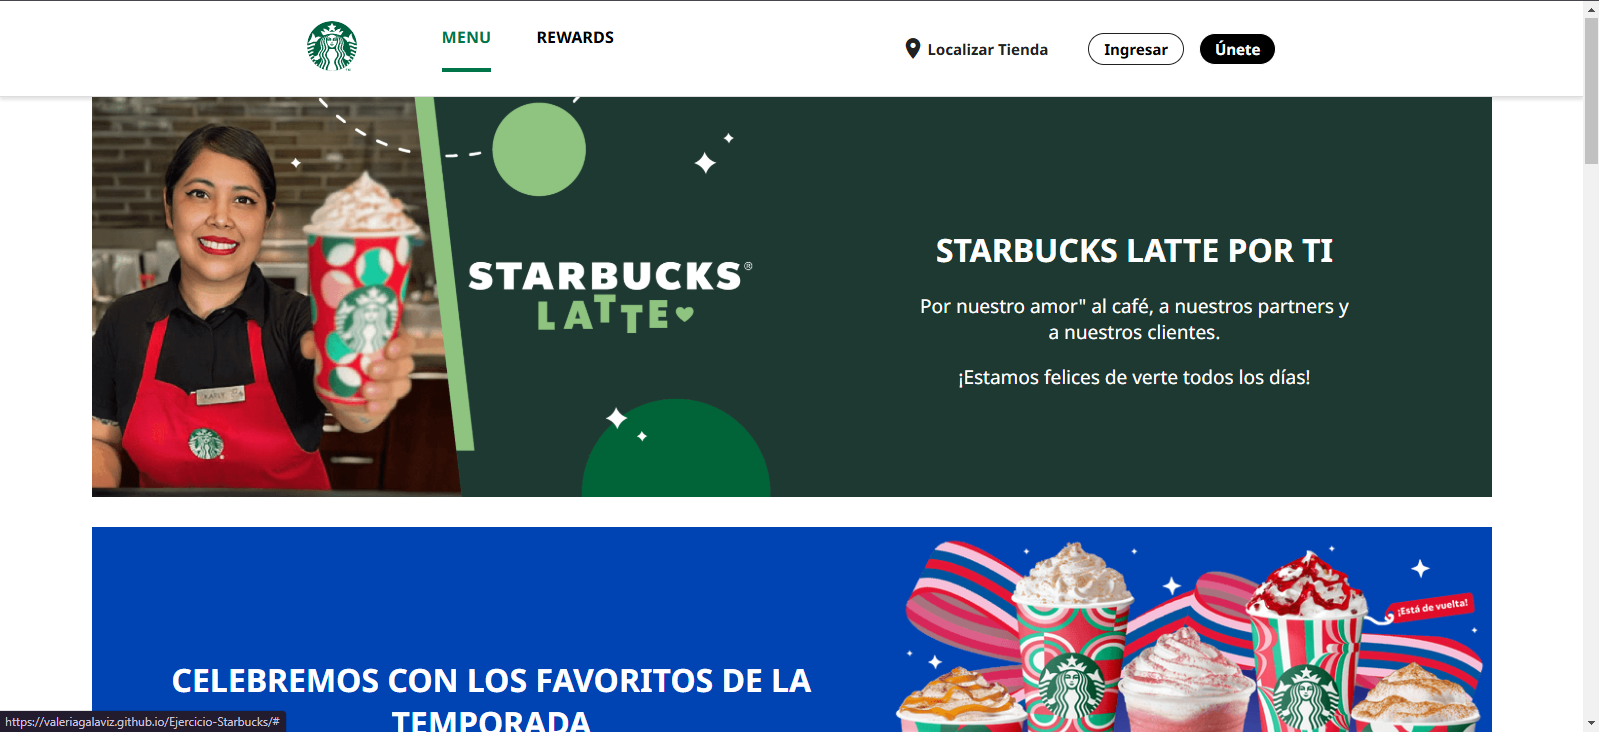 MENU
REWARDS
Localizar Tienda
Ingresar
Únete
STARBUCKS®
LATTE
STARBUCKS LATTE POR TI
Por nuestro amor" al café, a nuestros partners y
a nuestros clientes.
¡Estamos felices de verte todos los días!
¡Está de vuelta!
CELEBREMOS CON LOS FAVORITOS DE LA
TEMPORADA
https://valeriagalaviz.github.io/Ejercicio-Starbucks/#